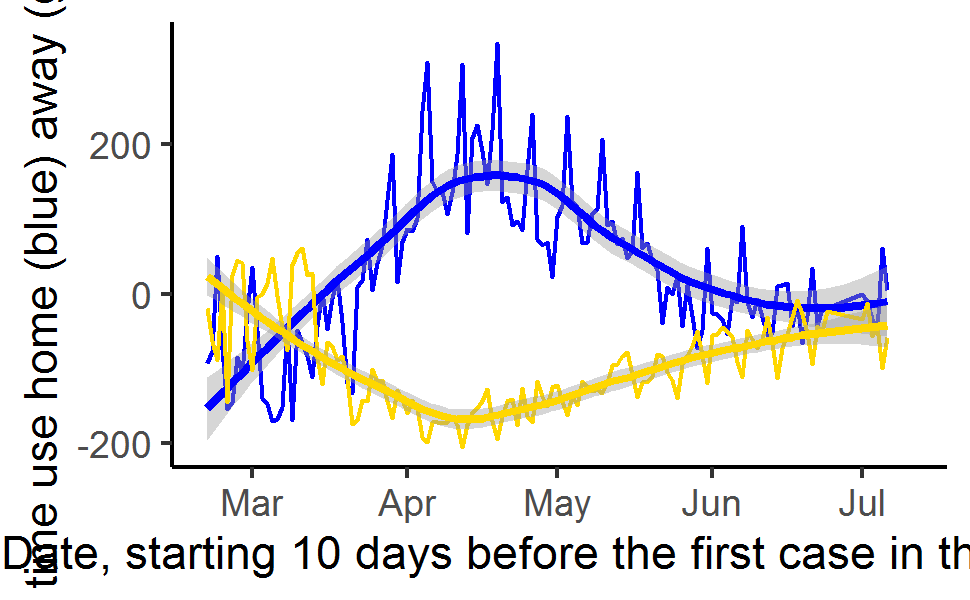 time use home (blue) away (g
200
0
-200
Mar Apr May Jun Jul
Date, starting 10 days before the first case in th